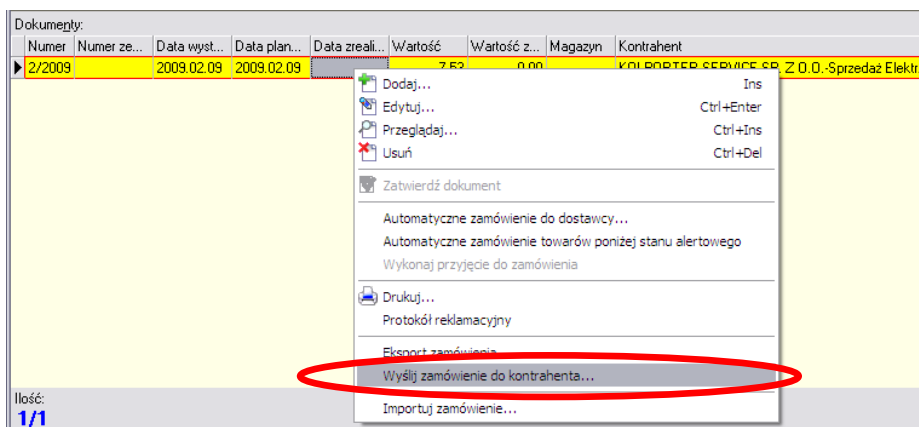 Dokumenty:
Numer Numer ze... Data wyst... Data plan... Data zreali... Wartość Wartość z... Magazyn Kontrahent
2/2009 2009.02.09 2009.02.09 7.53 0.00 KOLPORTER SERVICE SP. Z O.O.-Sprzedaż Elektr.
Dodaj... Ins
Edytuj... Ctrl+Enter
Przeglądaj... Ctrl+Ins
Usuń Ctrl+Del
Zatwierdź dokument
Automatyczne zamówienie do dostawcy...
Automatyczne zamówienie towarów poniżej stanu alertowego
Wykonaj przyjęcie do zamówienia
Drukuj...
Protokół reklamacyjny
Eksport zamówienia
Wyślij zamówienie do kontrahenta...
Importuj zamówienie...
Ilość:
1/1